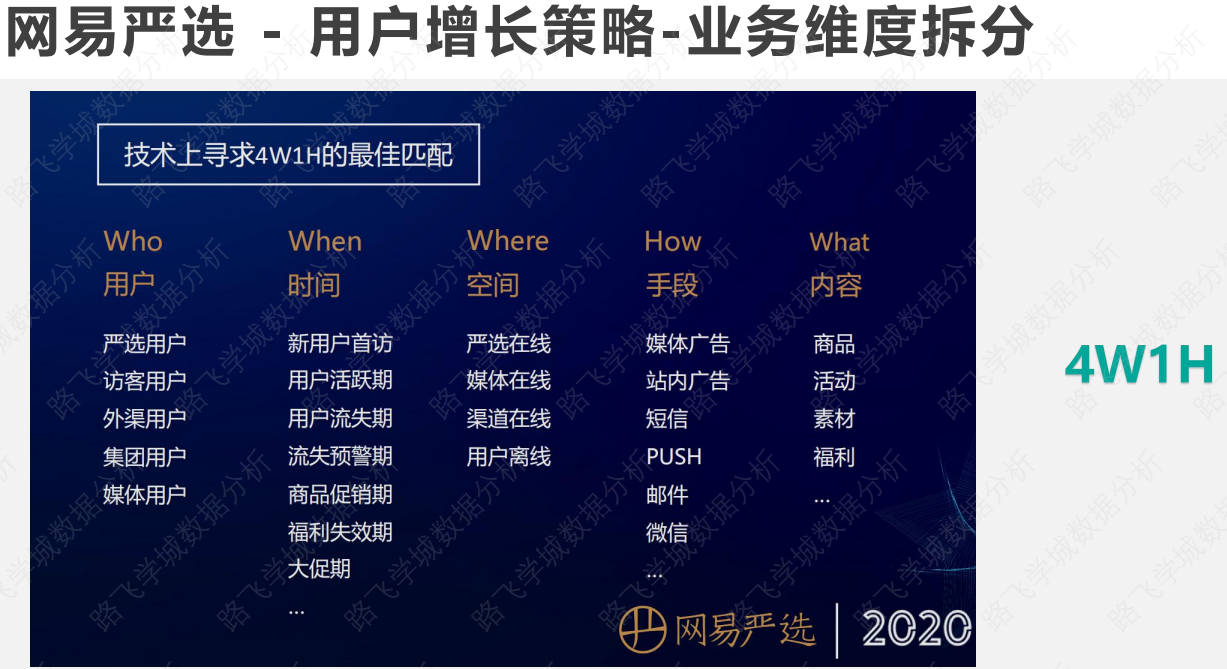 网易严选 - 用户增长策略-业务维度拆分
技术上寻求4W1H的最佳匹配
Who
用户
严选用户
访客用户
外渠用户
集团用户
媒体用户
When
时间
新用户首访
用户活跃期
用户流失期
流失预警期
商品促销期
福利失效期
大促期
...
Where
空间
严选在线
媒体在线
渠道在线
用户离线
How
手段
媒体广告
站内广告
短信
PUSH
邮件
微信
...
What
内容
商品
活动
素材
福利
...
4W1H
网易严选 | 2020
路飞学城数据分析